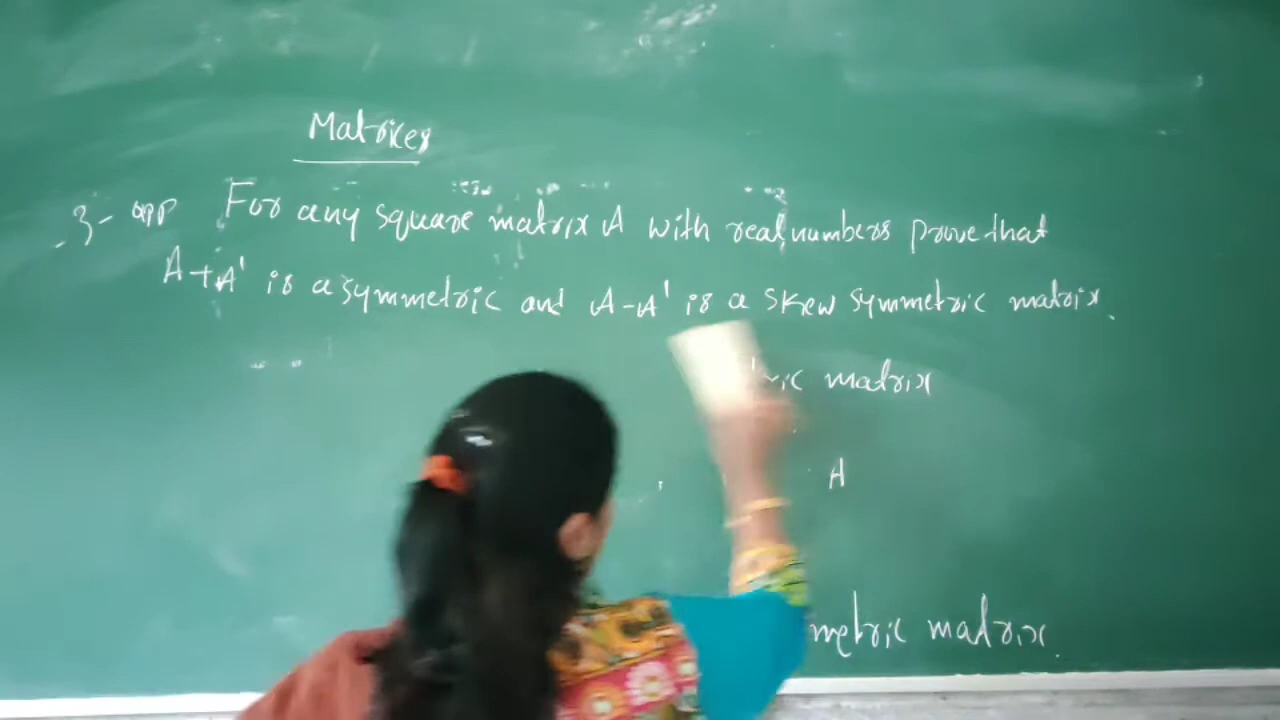 Matrices
3- app For any square matrix A with real numbers prove that
A+A' is a symmetric and A-A' is a skew symmetric matrix.
ric matrix
A
metric matrix.